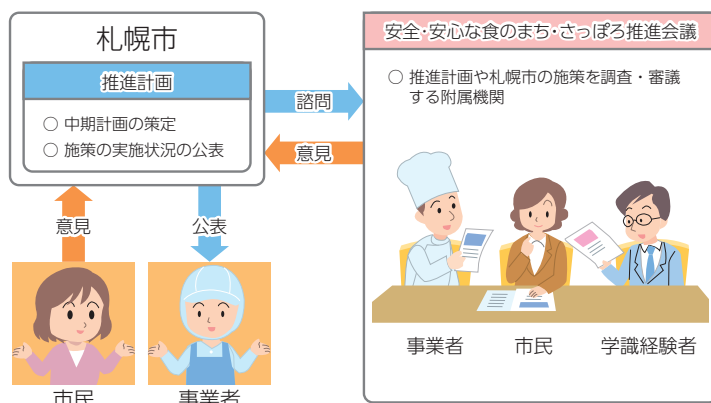 札幌市
推進計画
○ 中期計画の策定
○ 施策の実施状況の公表
諮問
意見
安全・安心な食のまち・さっぽろ推進会議
○ 推進計画や札幌市の施策を調査・審議
する附属機関
意見
公表
市民
事業者
事業者
市民
学識経験者